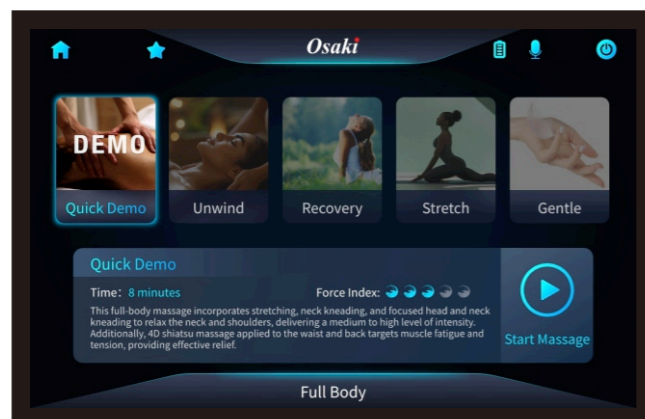 Osaki
DEMO
Quick Demo
Unwind
Recovery
Stretch
Gentle
Quick Demo
Time: 8 minutes
Force Index:
This full-body massage incorporates stretching, neck kneading, and focused head and neck
kneading to relax the neck and shoulders, delivering a medium to high level of intensity.
Additionally, 4D shiatsu massage applied to the waist and back targets muscle fatigue and
tension, providing effective relief.
Start Massage
Full Body